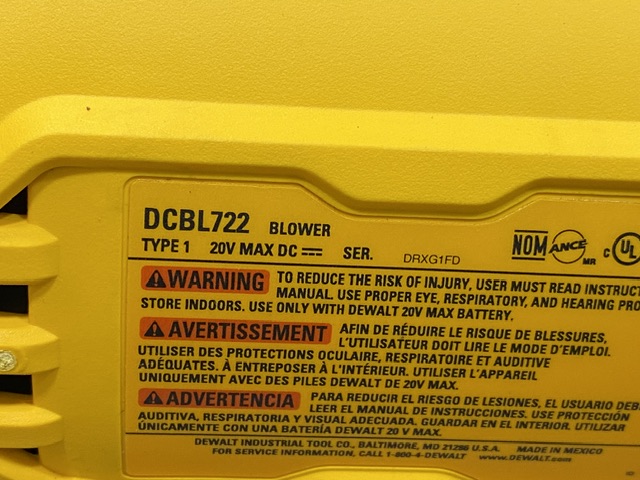 DCBL722 BLOWER
TYPE 1 20V MAX DC SER. DRXG1FD
NOM ANCE MR C UL
WARNING TO REDUCE THE RISK OF INJURY, USER MUST READ INSTRUCT
MANUAL. USE PROPER EYE, RESPIRATORY, AND HEARING PRO
STORE INDOORS. USE ONLY WITH DEWALT 20V MAX BATTERY.
AVERTISSEMENT AFIN DE RÉDUIRE LE RISQUE DE BLESSURES,
L'UTILISATEUR DOIT LIRE LE MODE D'EMPLOI.
UTILISER DES PROTECTIONS OCULAIRE, RESPIRATOIRE ET AUDITIVE
ADÉQUATES. À ENTREPOSER À L'INTÉRIEUR. UTILISER L'APPAREIL
UNIQUEMENT AVEC DES PILES DEWALT DE 20V MAX.
ADVERTENCIA PARA REDUCIR EL RIESGO DE LESIONES, EL USUARIO DEBE
LEER EL MANUAL DE INSTRUCCIONES. USE PROTECCIÓN
AUDITIVA, RESPIRATORIA Y VISUAL ADECUADA. GUARDAR EN EL INTERIOR. UTILIZAR
ÚNICAMENTE CON UNA BATERÍA DEWALT 20 V MAX.
DEWALT INDUSTRIAL TOOL CO., BALTIMORE, MD 21286 U.S.A. MADE IN MEXICO
FOR SERVICE INFORMATION, CALL 1-800-4-DEWALT www.DEWALT.com